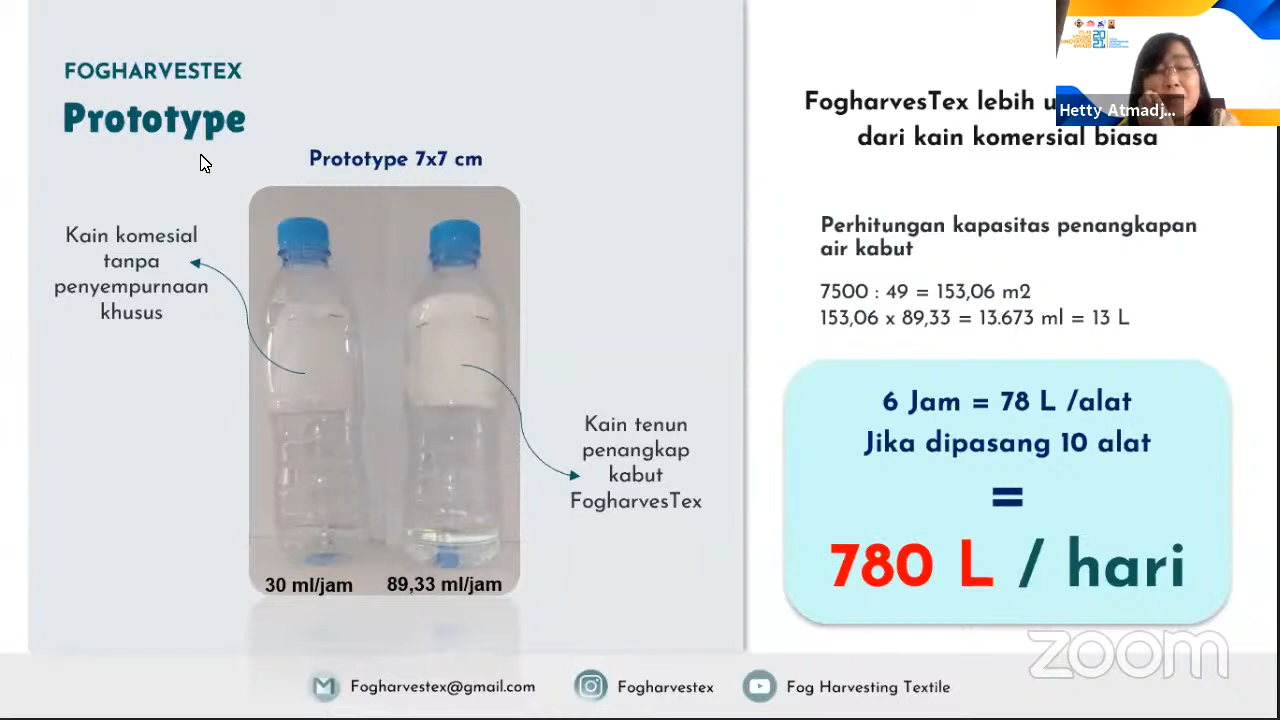 FOGHARVESTEX
Prototype
Prototype 7x7 cm
Kain komesial
tanpa
penyempurnaan
khusus
Kain tenun
penangkap
kabut
FogharvesTex
30 ml/jam
89,33 ml/jam
FogharvesTex lebih
dari kain komersial biasa
Hetty Atmadj...
2021
Perhitungan kapasitas penangkapan
air kabut
7500 : 49 = 153,06 m2
153,06 x 89,33 = 13.673 ml = 13 L
6 Jam = 78 L /alat
Jika dipasang 10 alat
=
780 L / hari
zoom
Fogharvestex@gmail.com
Fogharvestex
Fog Harvesting Textile